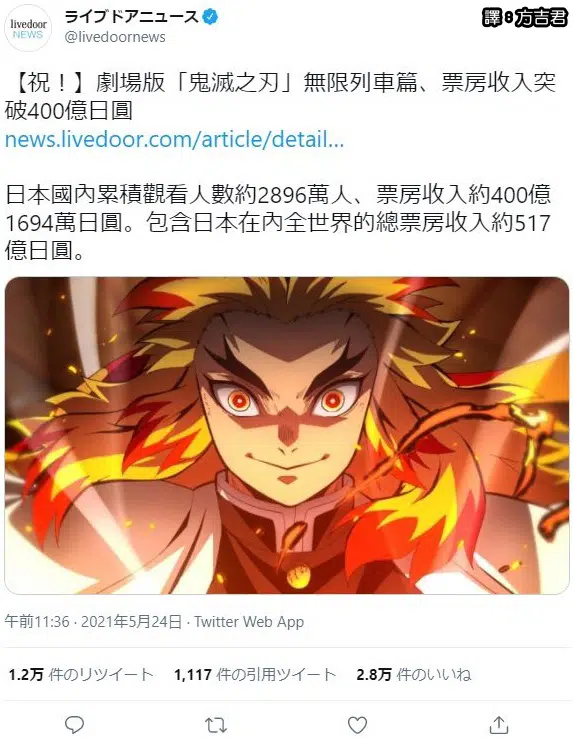 livedoor
NEWS
ライブドアニュース
@livedoornews
譯:方吉君
【祝！】劇場版「鬼滅之刃」無限列車篇、票房收入突
破400億日圓
news.livedoor.com/article/detail...
日本國內累積觀看人數約2896萬人、票房收入約400億
1694萬日圓。包含日本在內全世界的總票房收入約517
億日圓。
午前11:36 · 2021年5月24日 · Twitter Web App
1.2万 件のリツイート 1,117 件の引用ツイート 2.8万 件のいいね